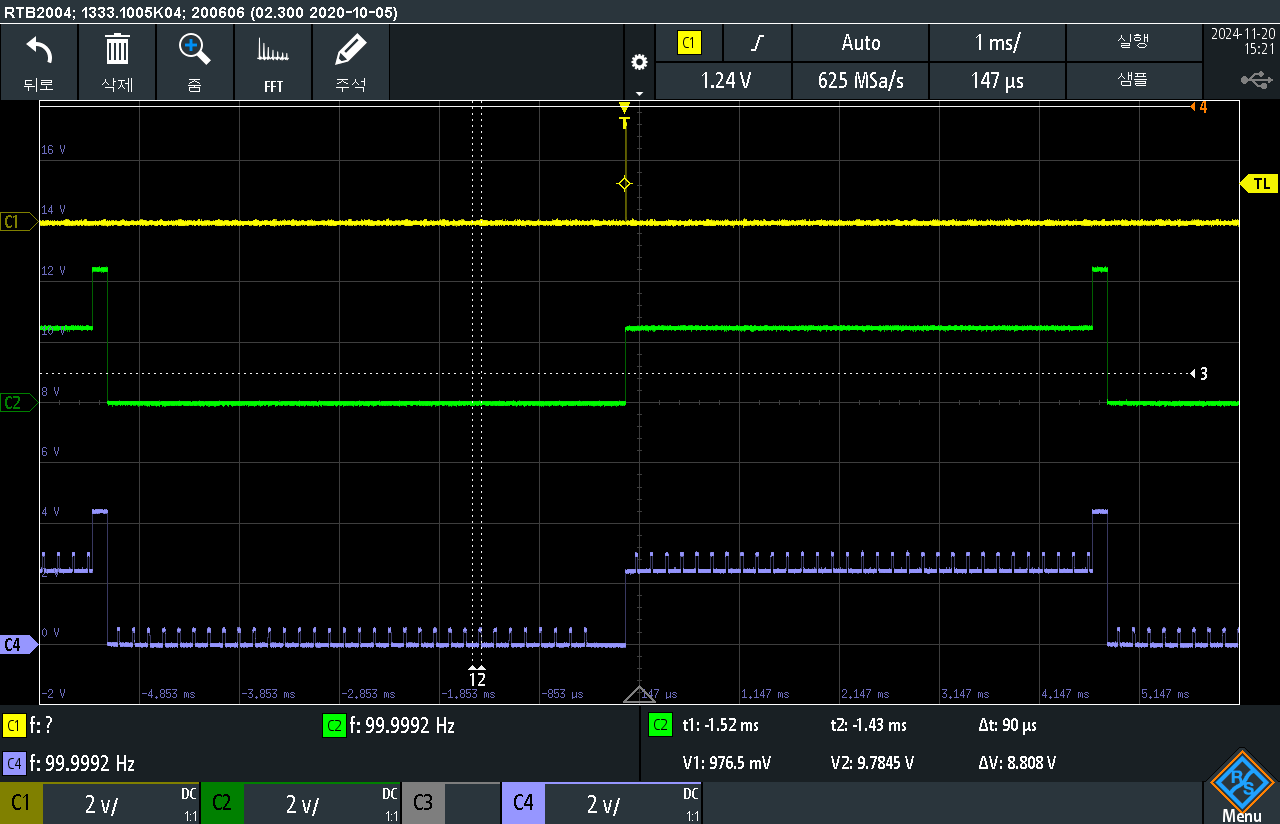 RTB2004; 1333.1005K04; 200606 (02.300 2020-10-05)
뒤로 삭제 줌 FFT 주석
C1 Auto 1 ms/ 실행
1.24 V 625 MSa/s 147 µs 샘플
2024-11-20
15:21
4
T
16 V
TL
14 V
C1
12 V
10 V
3
8 V
C2
6 V
4 V
2 V
0 V
C4
12
-2 V -4,853 ms -3,853 ms -2,853 ms -1,853 ms -853 µs 147 µs 1,147 ms 2,147 ms 3,147 ms 4,147 ms 5,147 ms
C1 f: ? C2 f: 99.9992 Hz C2 t1: -1.52 ms t2: -1.43 ms Δt: 90 µs
C4 f: 99.9992 Hz V1: 976.5 mV V2: 9.7845 V ΔV: 8.808 V
C1 2 V/ DC 1:1 C2 2 V/ DC 1:1 C3 C4 2 V/ DC 1:1
R&S
Menu